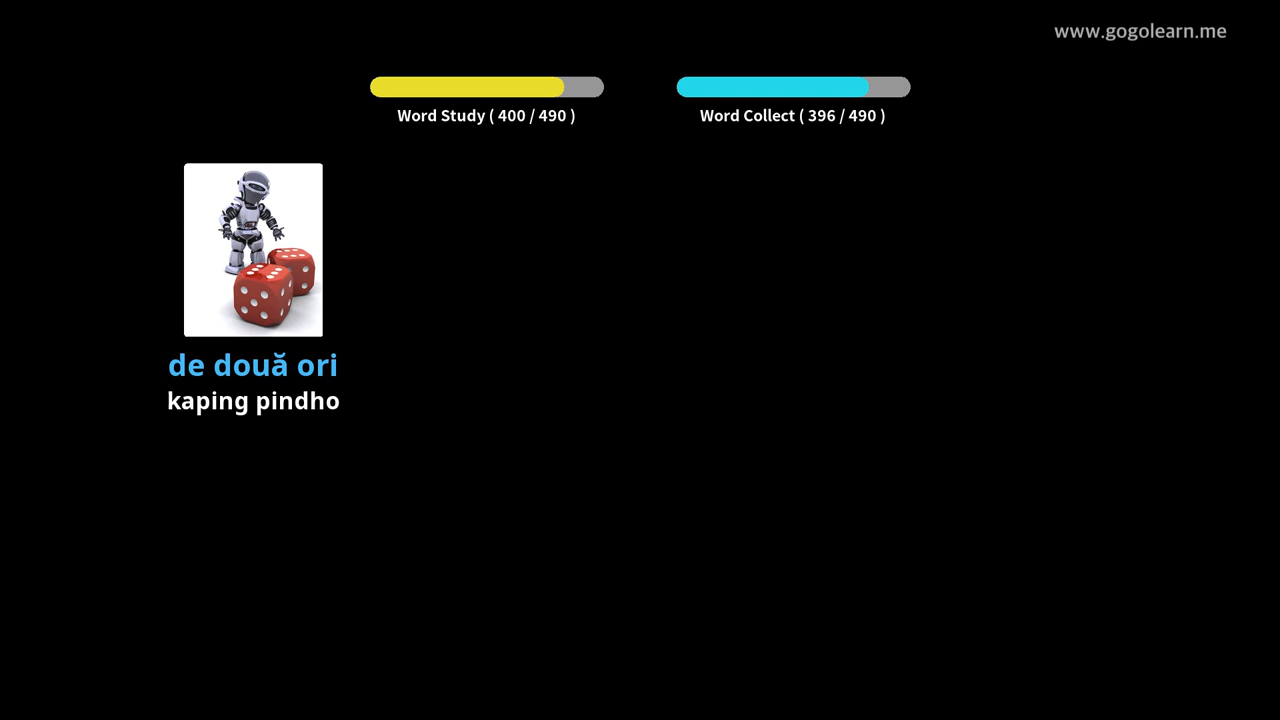 www.gogolearn.me
Word Study ( 400 / 490 )
Word Collect ( 396 / 490 )
de două ori
kaping pindho